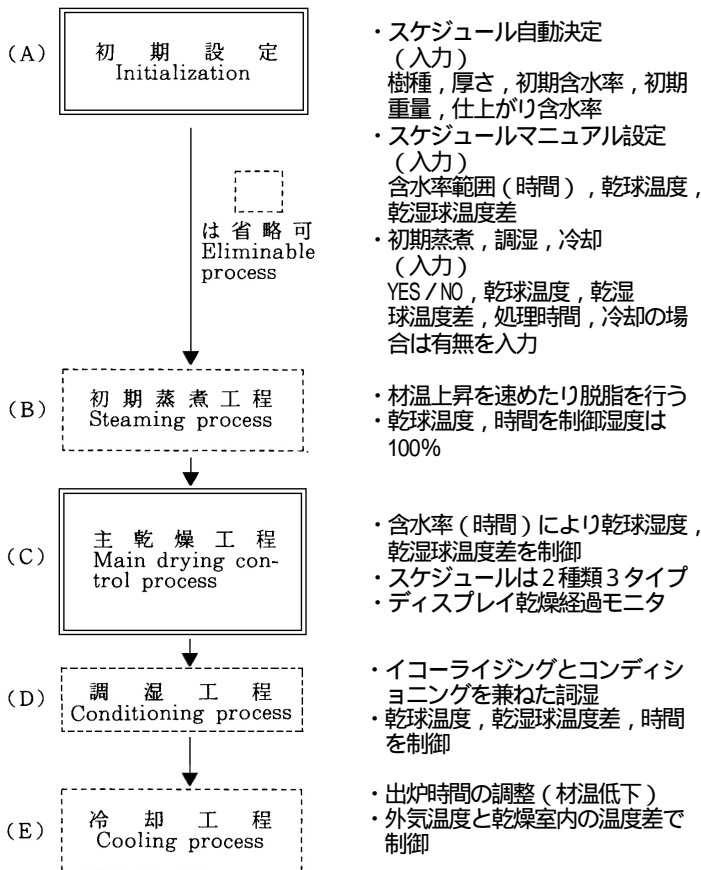 (A)
初期設定
Initialization
・スケジュール自動決定
（入力）
樹種，厚さ，初期含水率，初期
重量，仕上がり含水率
・スケジュールマニュアル設定
（入力）
含水率範囲（時間），乾球温度，
乾湿球温度差
・初期蒸煮，調湿，冷却
（入力）
YES／NO，乾球温度，乾湿
球温度差，処理時間，冷却の場
合は有無を入力
は省略可
Eliminable
process
(B)
初期蒸煮工程
Steaming process
・材温上昇を速めたり脱脂を行う
・乾球温度，時間を制御湿度は
100%
(C)
主乾燥工程
Main drying con-
trol process
・含水率（時間）により乾球湿度，
乾湿球温度差を制御
・スケジュールは２種類３タイプ
・ディスプレイ乾燥経過モニタ
(D)
調湿工程
Conditioning process
・イコーライジングとコンディシ
ョニングを兼ねた詞湿
・乾球温度，乾湿球温度差，時間
を制御
(E)
冷却工程
Cooling process
・出炉時間の調整（材温低下）
・外気温度と乾燥室内の温度差で
制御